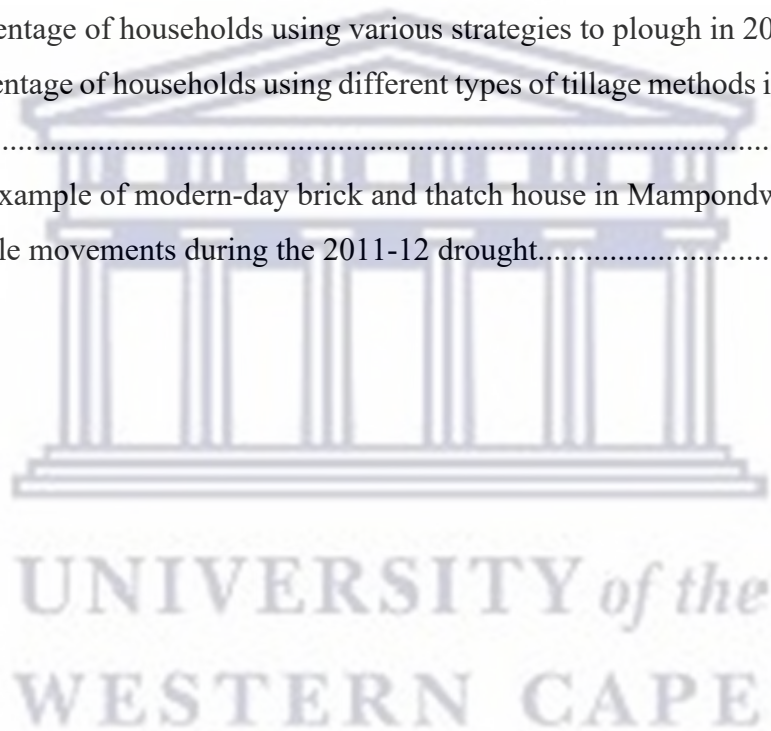 entage of households using various strategies to plough in 20
entage of households using different types of tillage methods i
................................................................................
xample of modern-day brick and thatch house in Mampondw
le movements during the 2011-12 drought........................
UNIVERSITY of the
WESTERN CAPE